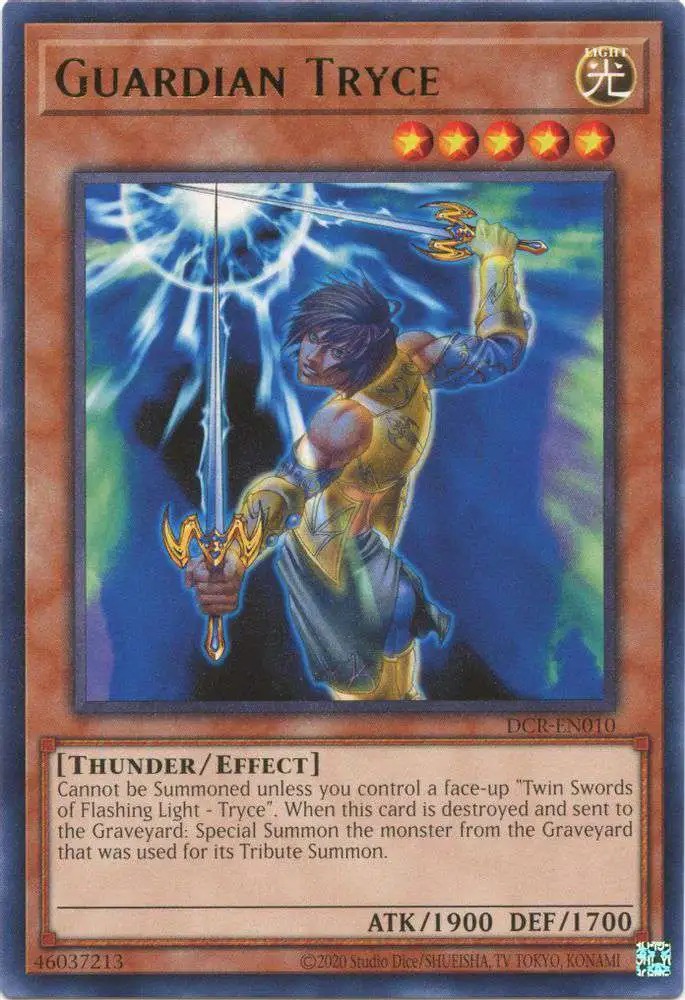 GUARDIAN TRYCE
LIGHT
光
DCR-EN010
[THUNDER/EFFECT]
Cannot be Summoned unless you control a face-up "Twin Swords
of Flashing Light - Tryce". When this card is destroyed and sent to
the Graveyard: Special Summon the monster from the Graveyard
that was used for its Tribute Summon.
ATK/1900 DEF/1700
46037213
©2020 Studio Dice/SHUEISHA, TV TOKYO, KONAMI